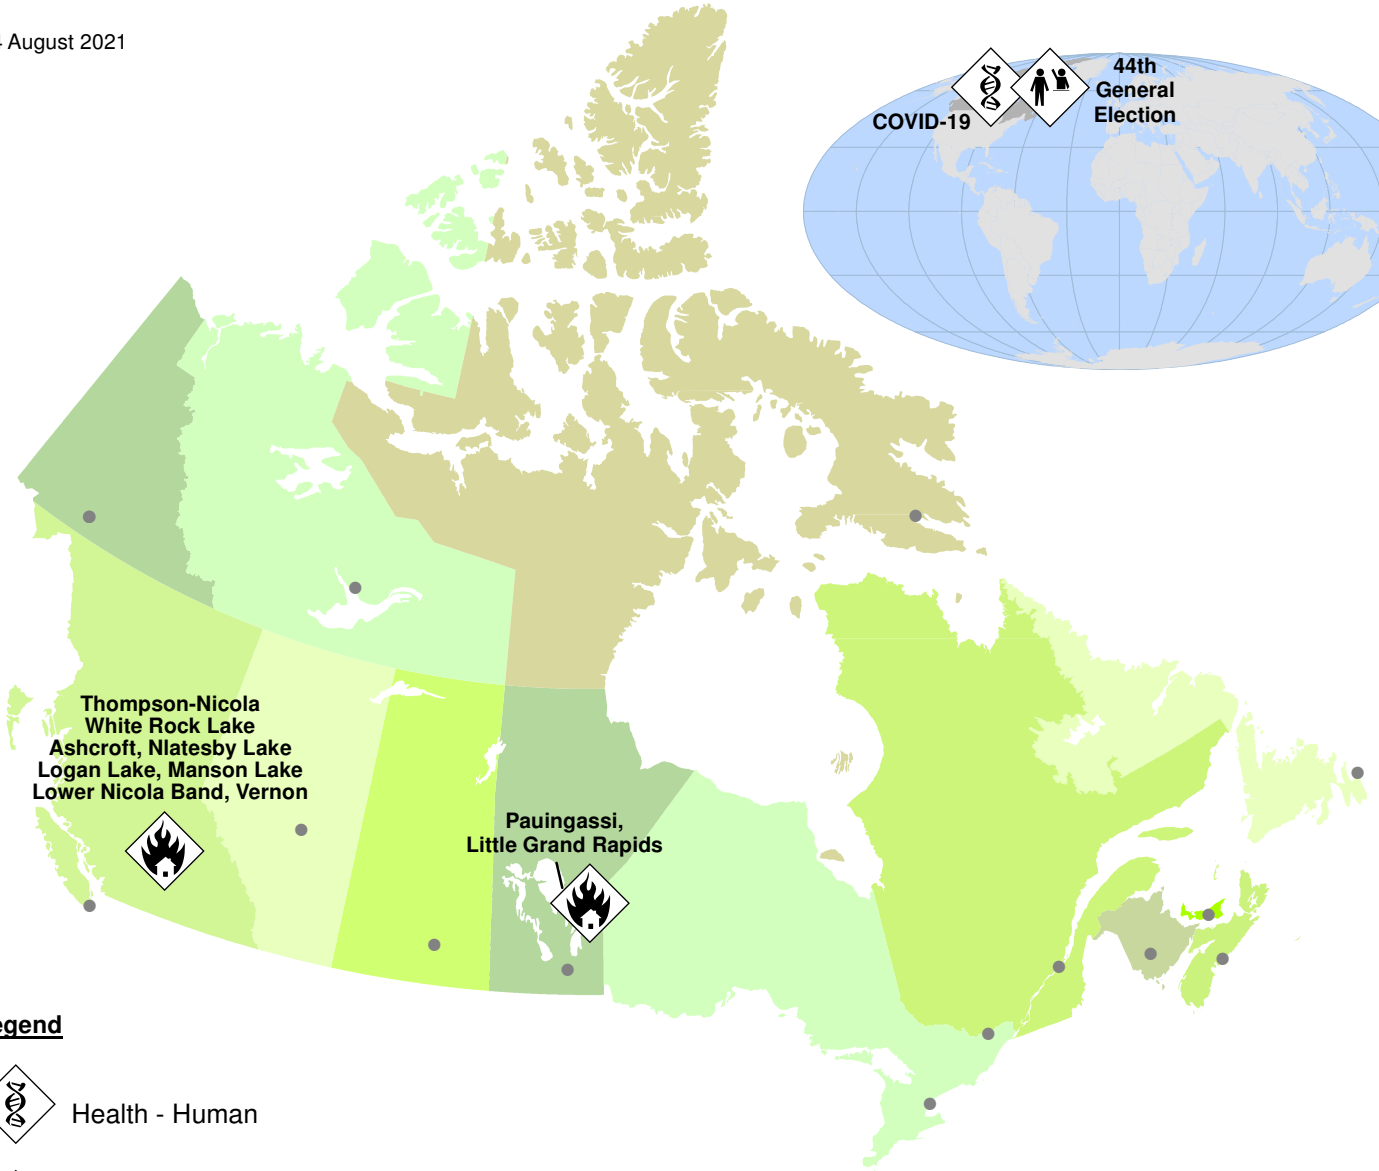 August 2021
44th
General
Election
COVID-19
Thompson-Nicola
White Rock Lake
Ashcroft, Nlatesby Lake
Logan Lake, Manson Lake
Lower Nicola Band, Vernon
Pauingassi,
Little Grand Rapids
egend
Health - Human